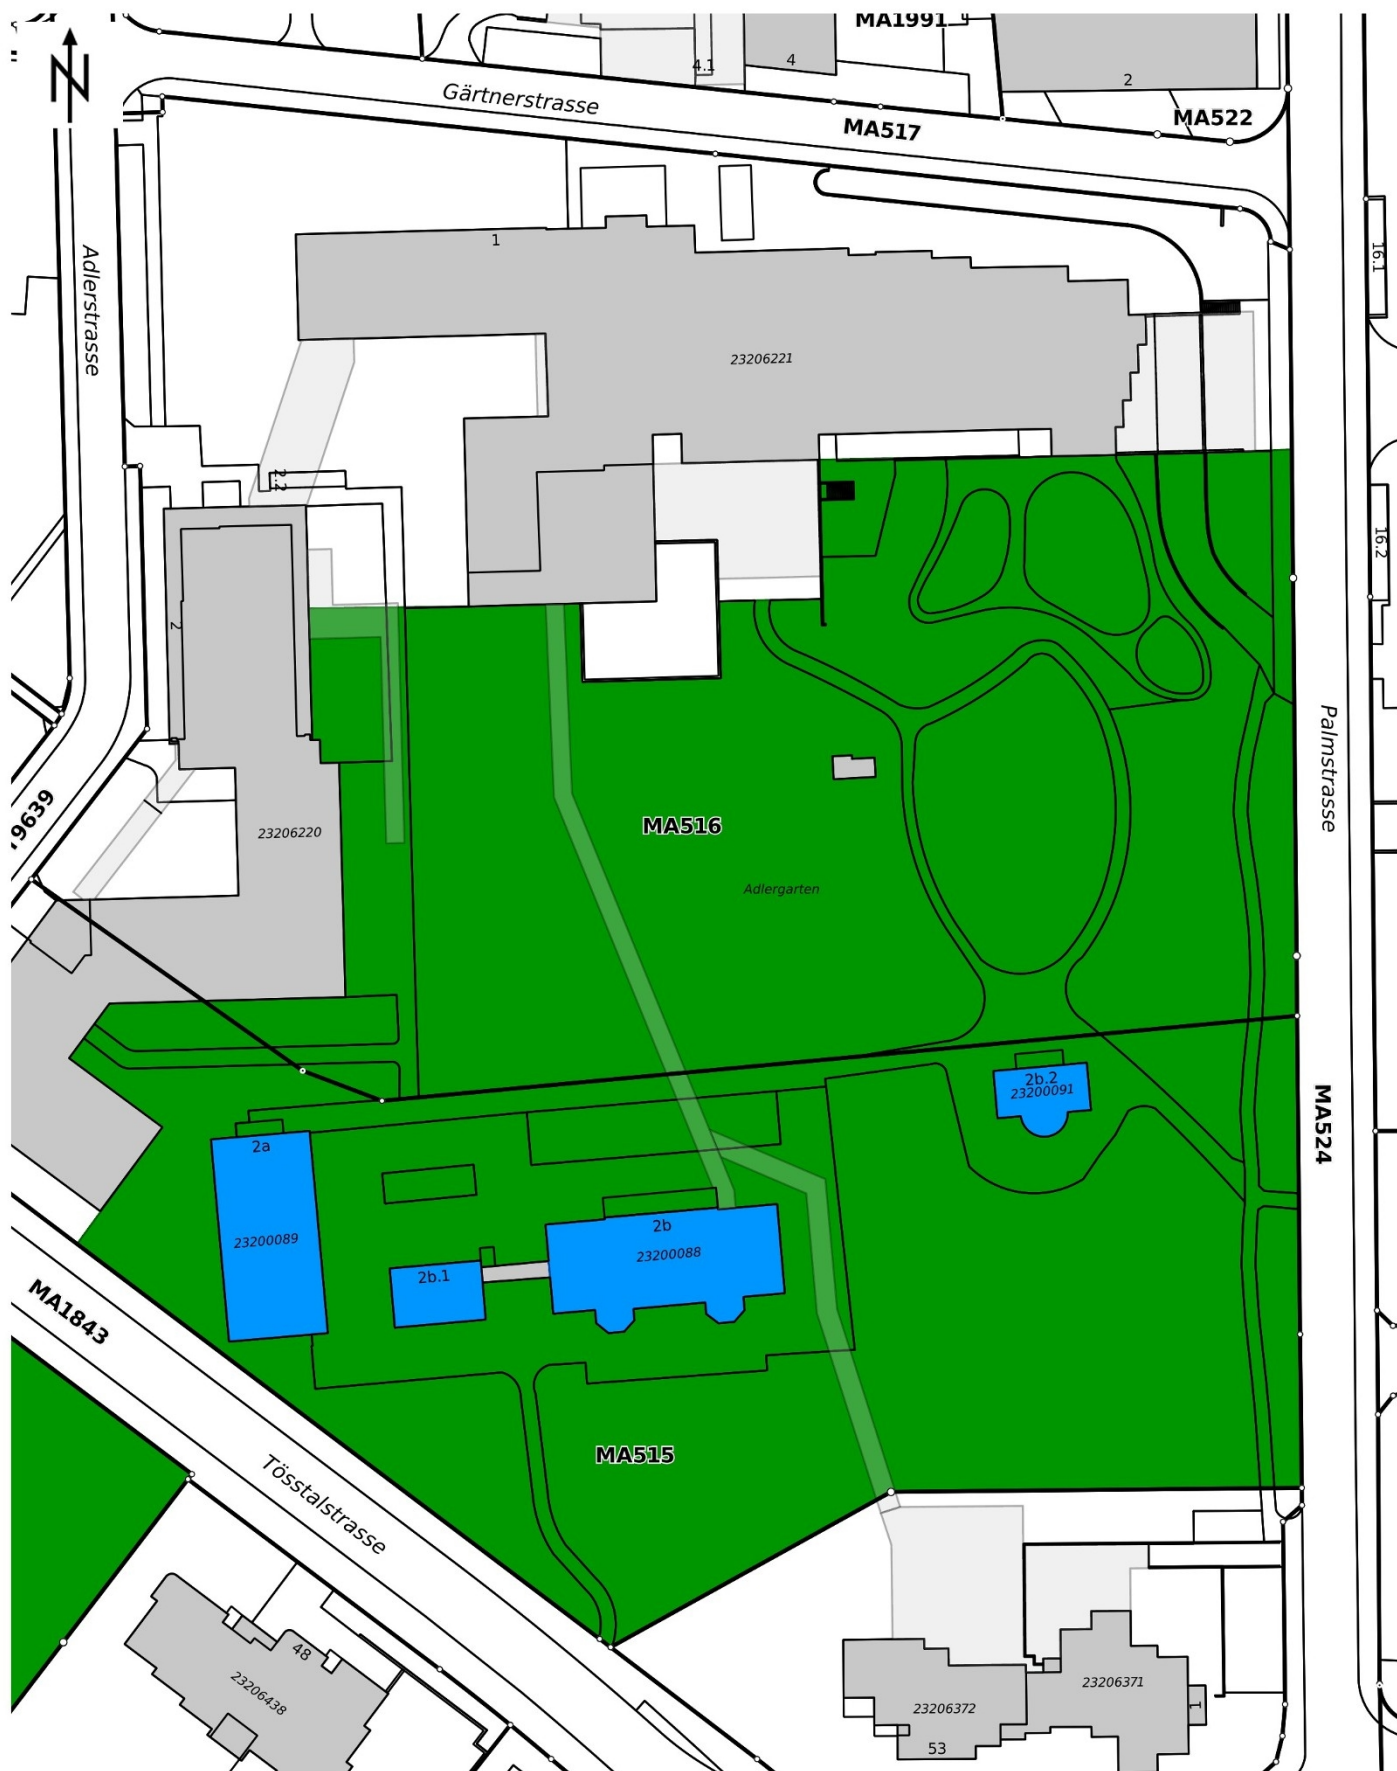 MA1991
4.1
4
2
Gärtnerstrasse
MA517
MA522
N
Adlerstrasse
1
16.1
23206221
2.2
16.2
2
Palmstrasse
23206220
MA516
Adlergarten
2b.2
23200091
MA524
2a
2b
23200089
23200088
2b.1
MA1843
MA515
Tösstalstrasse
48
23206438
23206371
23206372
1
53